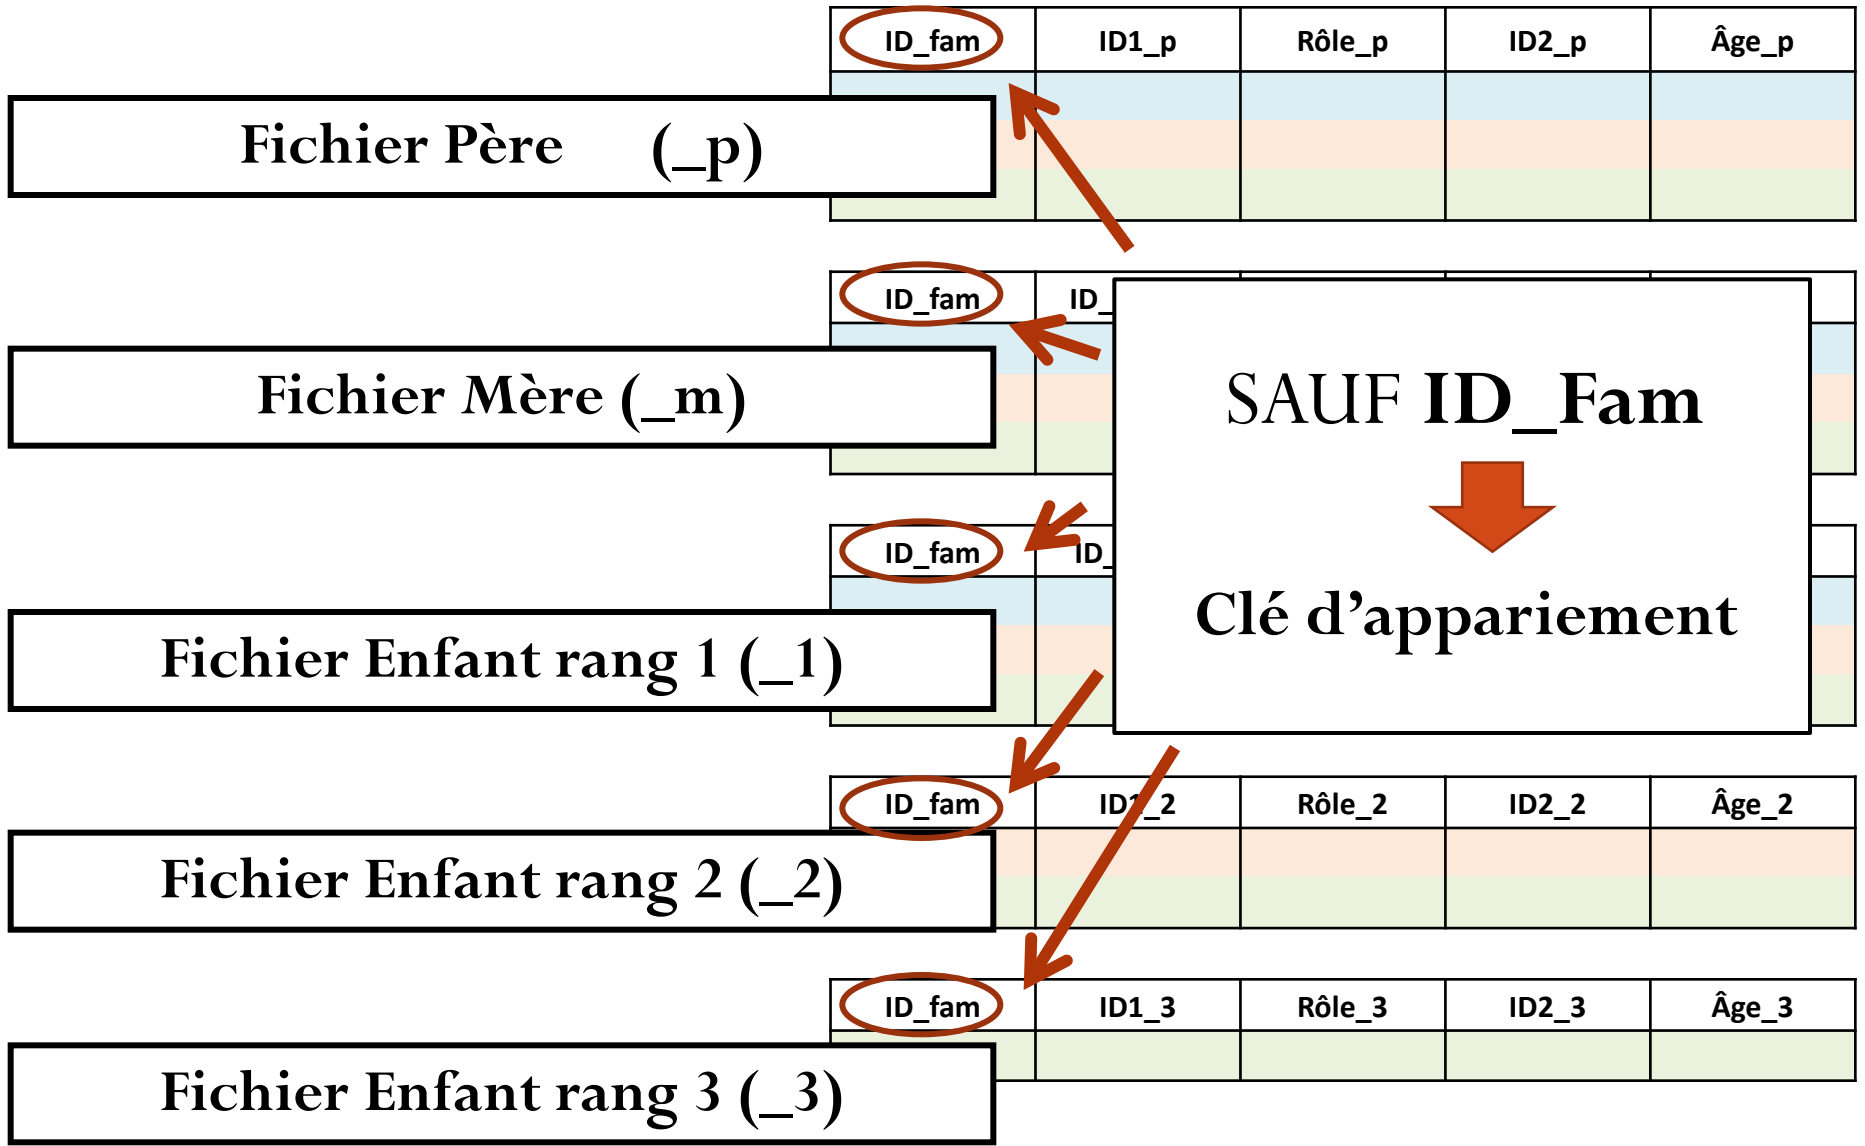 ID_fam ID1_p Rôle_p ID2_p Âge_p
Fichier Père (_p)
ID_fam ID_
Fichier Mère (_m)
SAUF ID_Fam
Clé d’appariement
ID_fam ID_
Fichier Enfant rang 1 (_1)
ID_fam ID1_2 Rôle_2 ID2_2 Âge_2
Fichier Enfant rang 2 (_2)
ID_fam ID1_3 Rôle_3 ID2_3 Âge_3
Fichier Enfant rang 3 (_3)